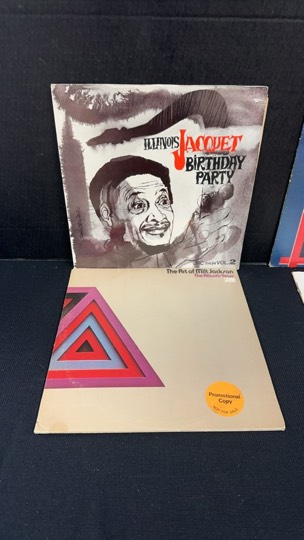 ILLINOIS JACQUET
BIRTHDAY
PARTY
VOL. 2
The Art of Milt Jackson
The Atlantic Years
Promotional
Copy
NOT FOR SALE